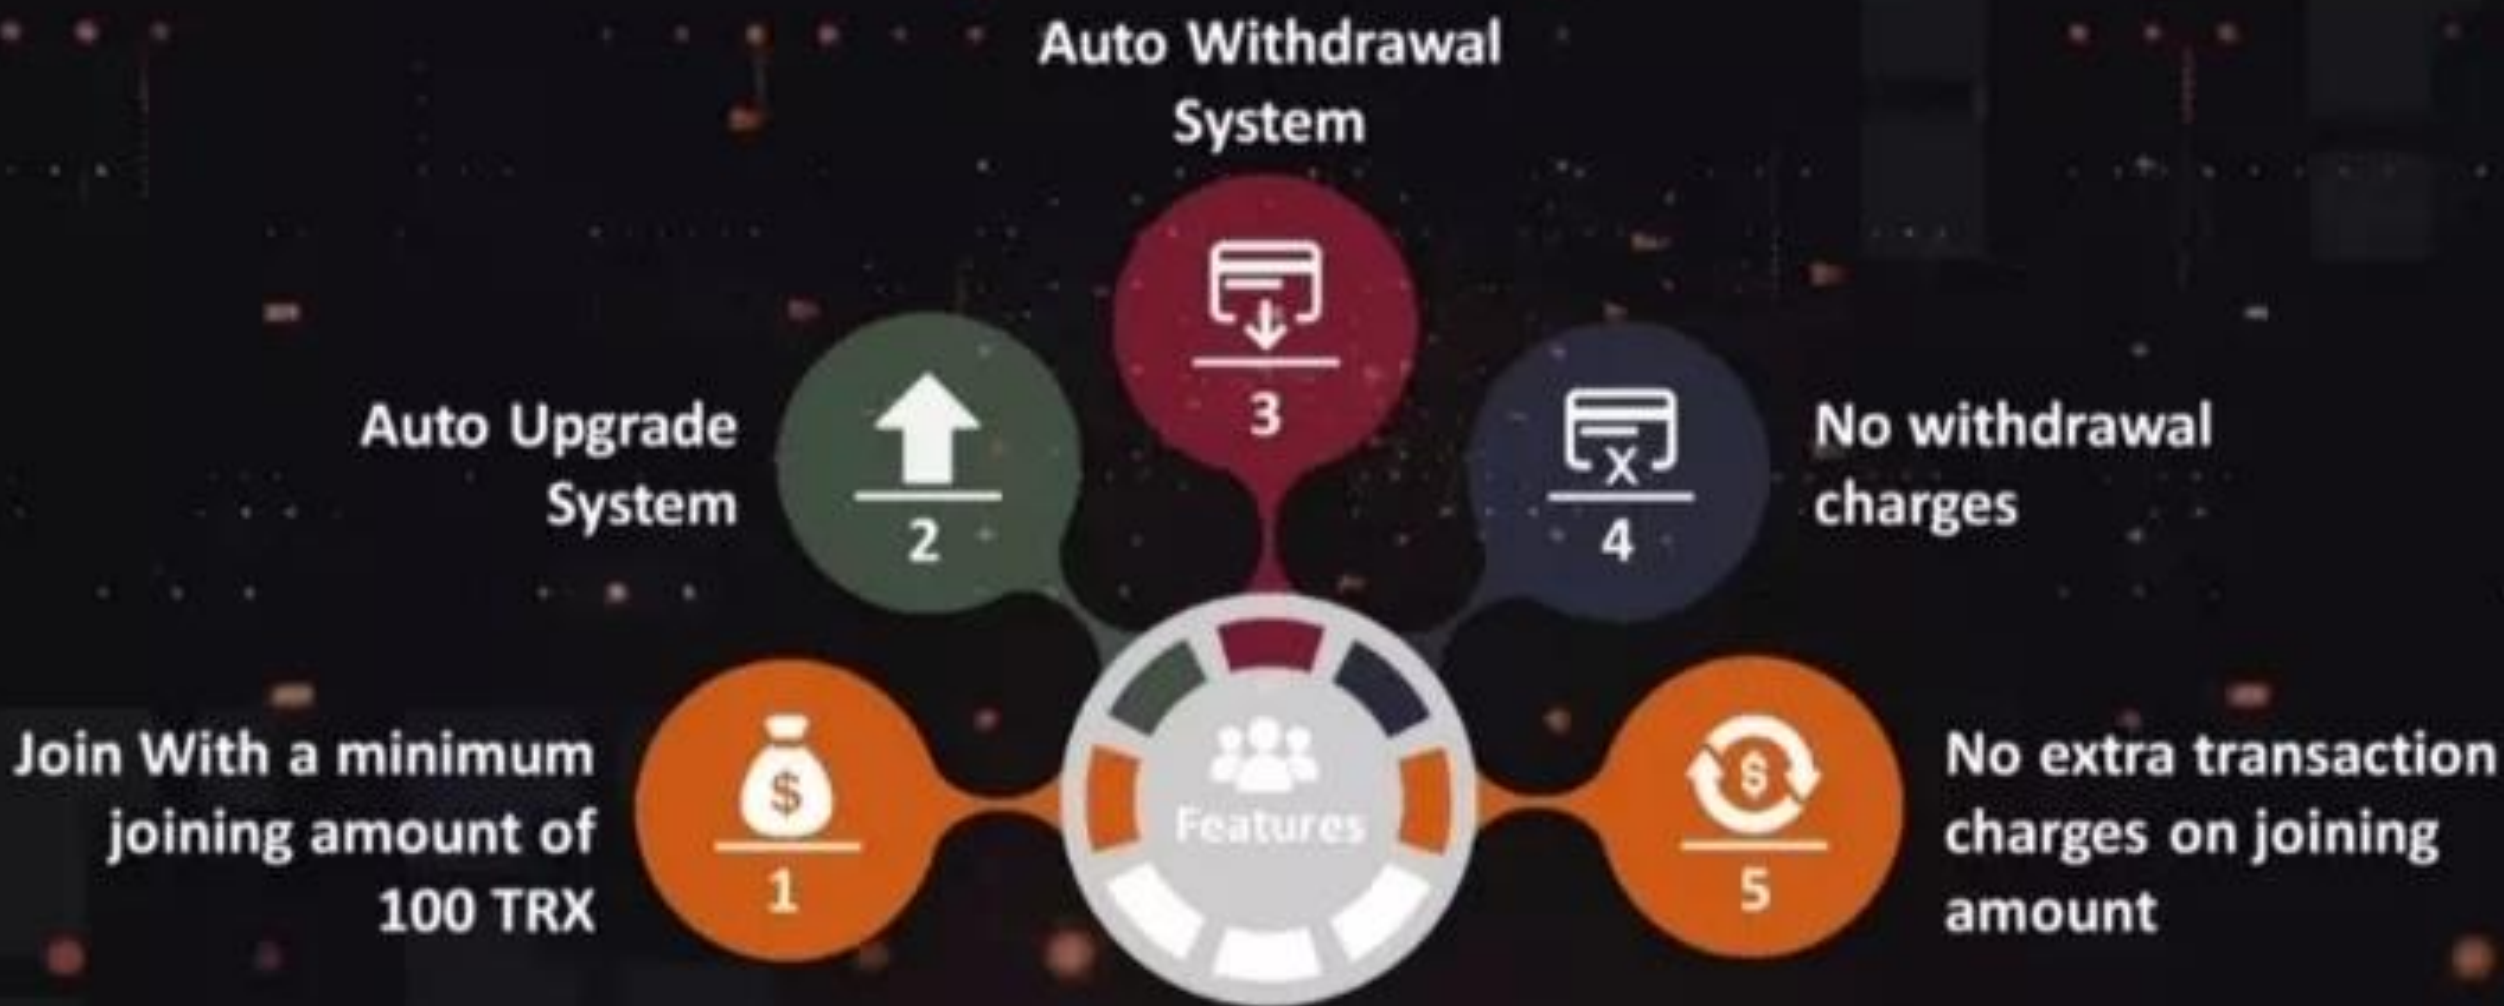 Auto Withdrawal
System
3
Auto Upgrade
System
2
No withdrawal
charges
X
4
Join With a minimum
joining amount of
100 TRX
$
1
Features
$
5
No extra transaction
charges on joining
amount